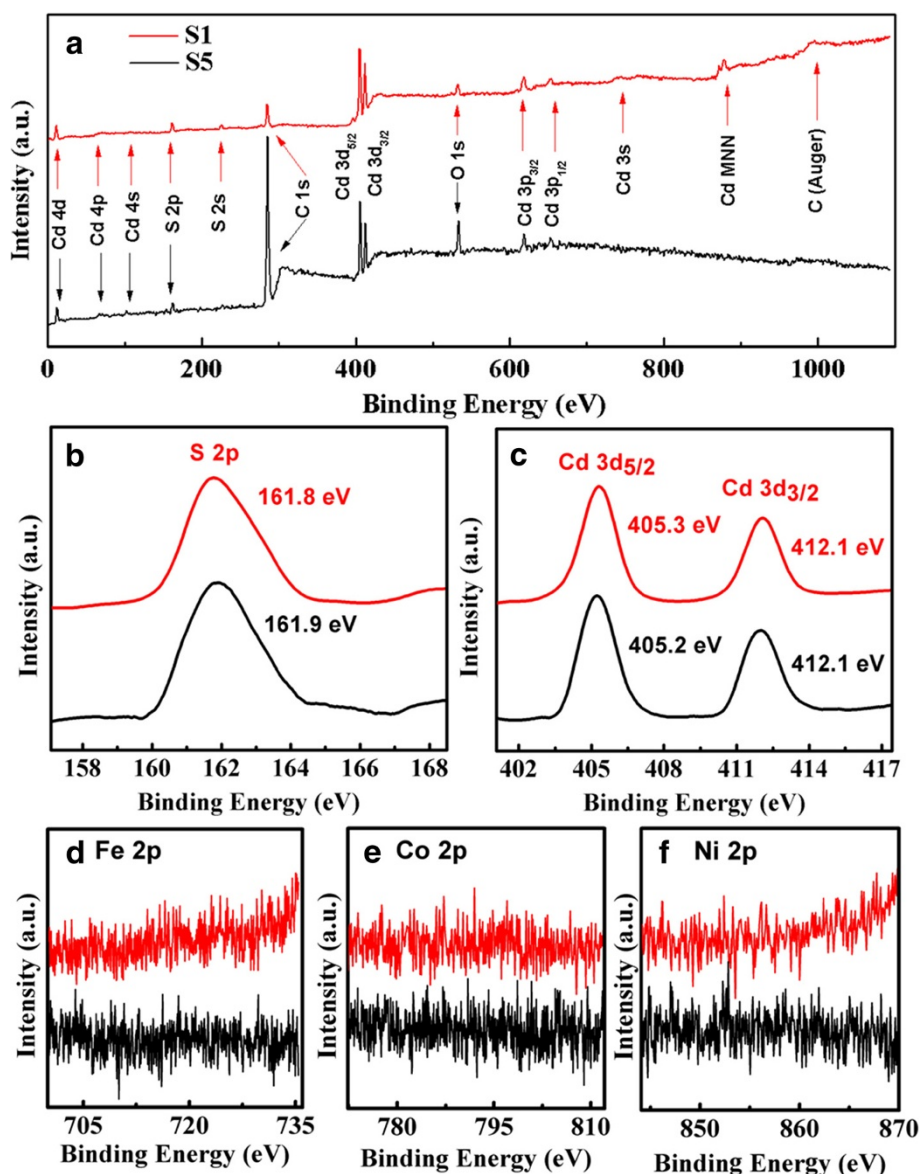 a
S1
S5
Intensity (a.u.)
Cd 4d
Cd 4p
Cd 4s
S 2p
S 2s
C 1s
Cd 3d5/2
Cd 3d3/2
O 1s
Cd 3p3/2
Cd 3p1/2
Cd 3s
Cd MNN
C (Auger)
0 200 400 600 800 1000
Binding Energy (eV)
b
S 2p
161.8 eV
161.9 eV
Intensity (a.u.)
158 160 162 164 166 168
Binding Energy (eV)
c
Cd 3d5/2
Cd 3d3/2
405.3 eV
412.1 eV
405.2 eV
412.1 eV
Intensity (a.u.)
402 405 408 411 414 417
Binding Energy (eV)
d Fe 2p
Intensity (a.u.)
705 720 735
Binding Energy (eV)
e Co 2p
Intensity (a.u.)
780 795 810
Binding Energy (eV)
f Ni 2p
Intensity (a.u.)
850 860 870
Binding Energy (eV)